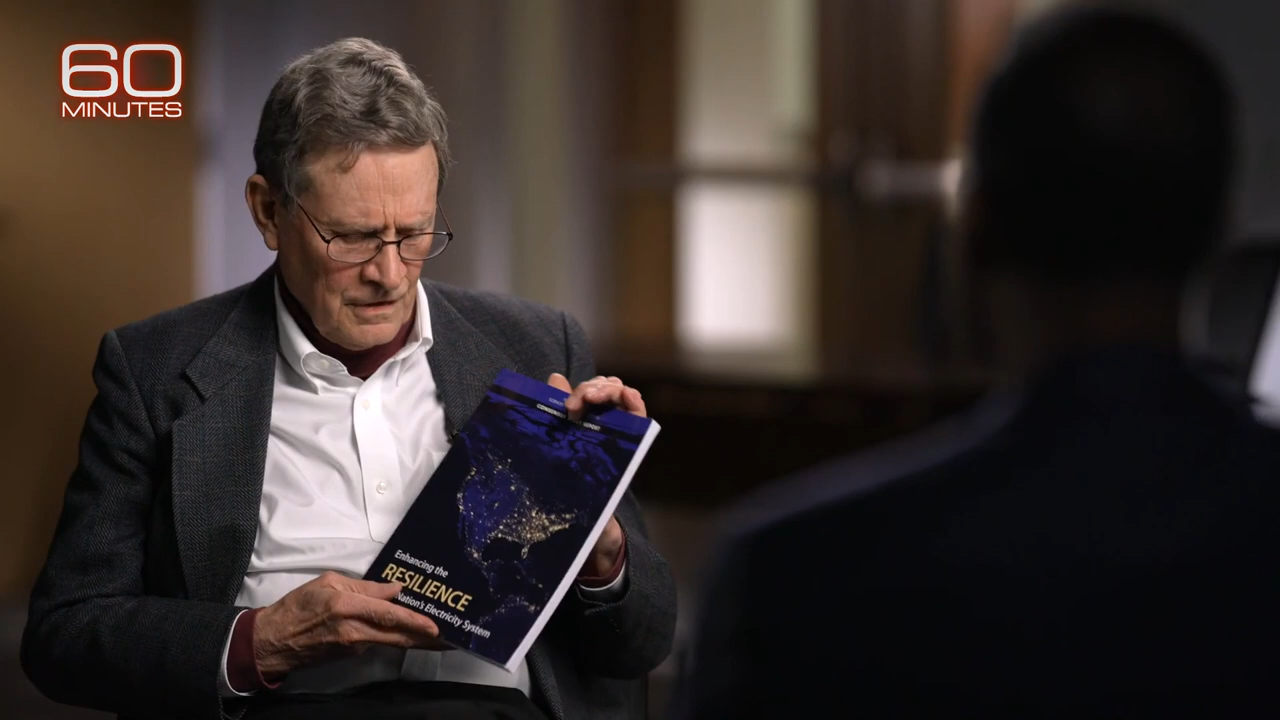 60
MINUTES
Enhancing the
RESILIENCE
Nation's Electricity System